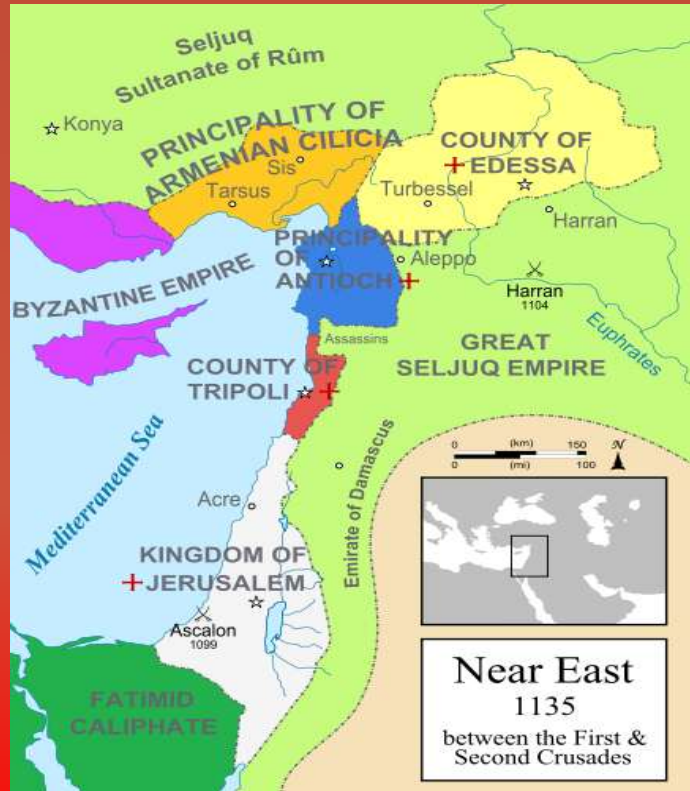 Seljuq
Sultanate of Rûm
Konya
PRINCIPALITY OF
ARMENIAN CILICIA
Sis
Tarsus
COUNTY OF
EDESSA
Turbessel
Harran
PRINCIPALITY
OF
ANTIOCH
Aleppo
Harran
1104
BYZANTINE EMPIRE
Euphrates
Assassins
GREAT
SELJUQ EMPIRE
COUNTY OF
TRIPOLI
Mediterranean Sea
Emirate of Damascus
0 (km) 150
0 (mi) 100
N
Acre
KINGDOM OF
JERUSALEM
Ascalon
1099
FATIMID
CALIPHATE
Near East
1135
between the First &
Second Crusades